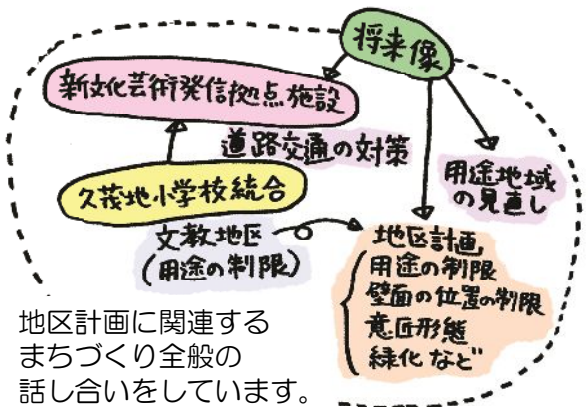 将来像
新文化芸術発信拠点施設
道路交通の対策
用途地域
の見直し
久茂地小学校統合
文教地区
(用途の制限)
地区計画
用途の制限
壁面の位置の制限
意匠形態
緑化など
地区計画に関連する
まちづくり全般の
話し合いをしています。